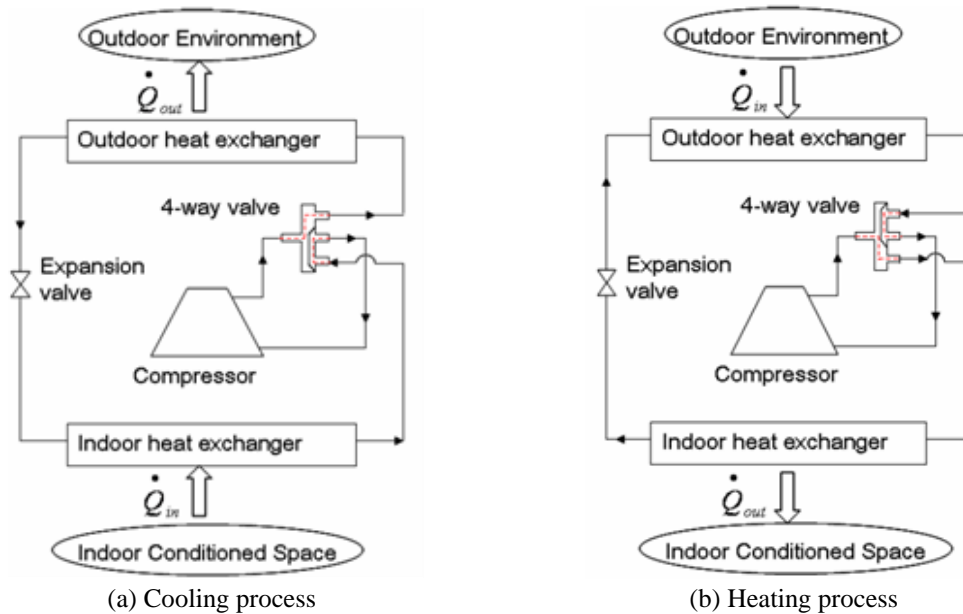 Outdoor Environment
Q̇out
Outdoor heat exchanger
4-way valve
Expansion
valve
Compressor
Indoor heat exchanger
Q̇in
Indoor Conditioned Space
(a) Cooling process
Outdoor Environment
Q̇in
Outdoor heat exchanger
4-way valve
Expansion
valve
Compressor
Indoor heat exchanger
Q̇out
Indoor Conditioned Space
(b) Heating process